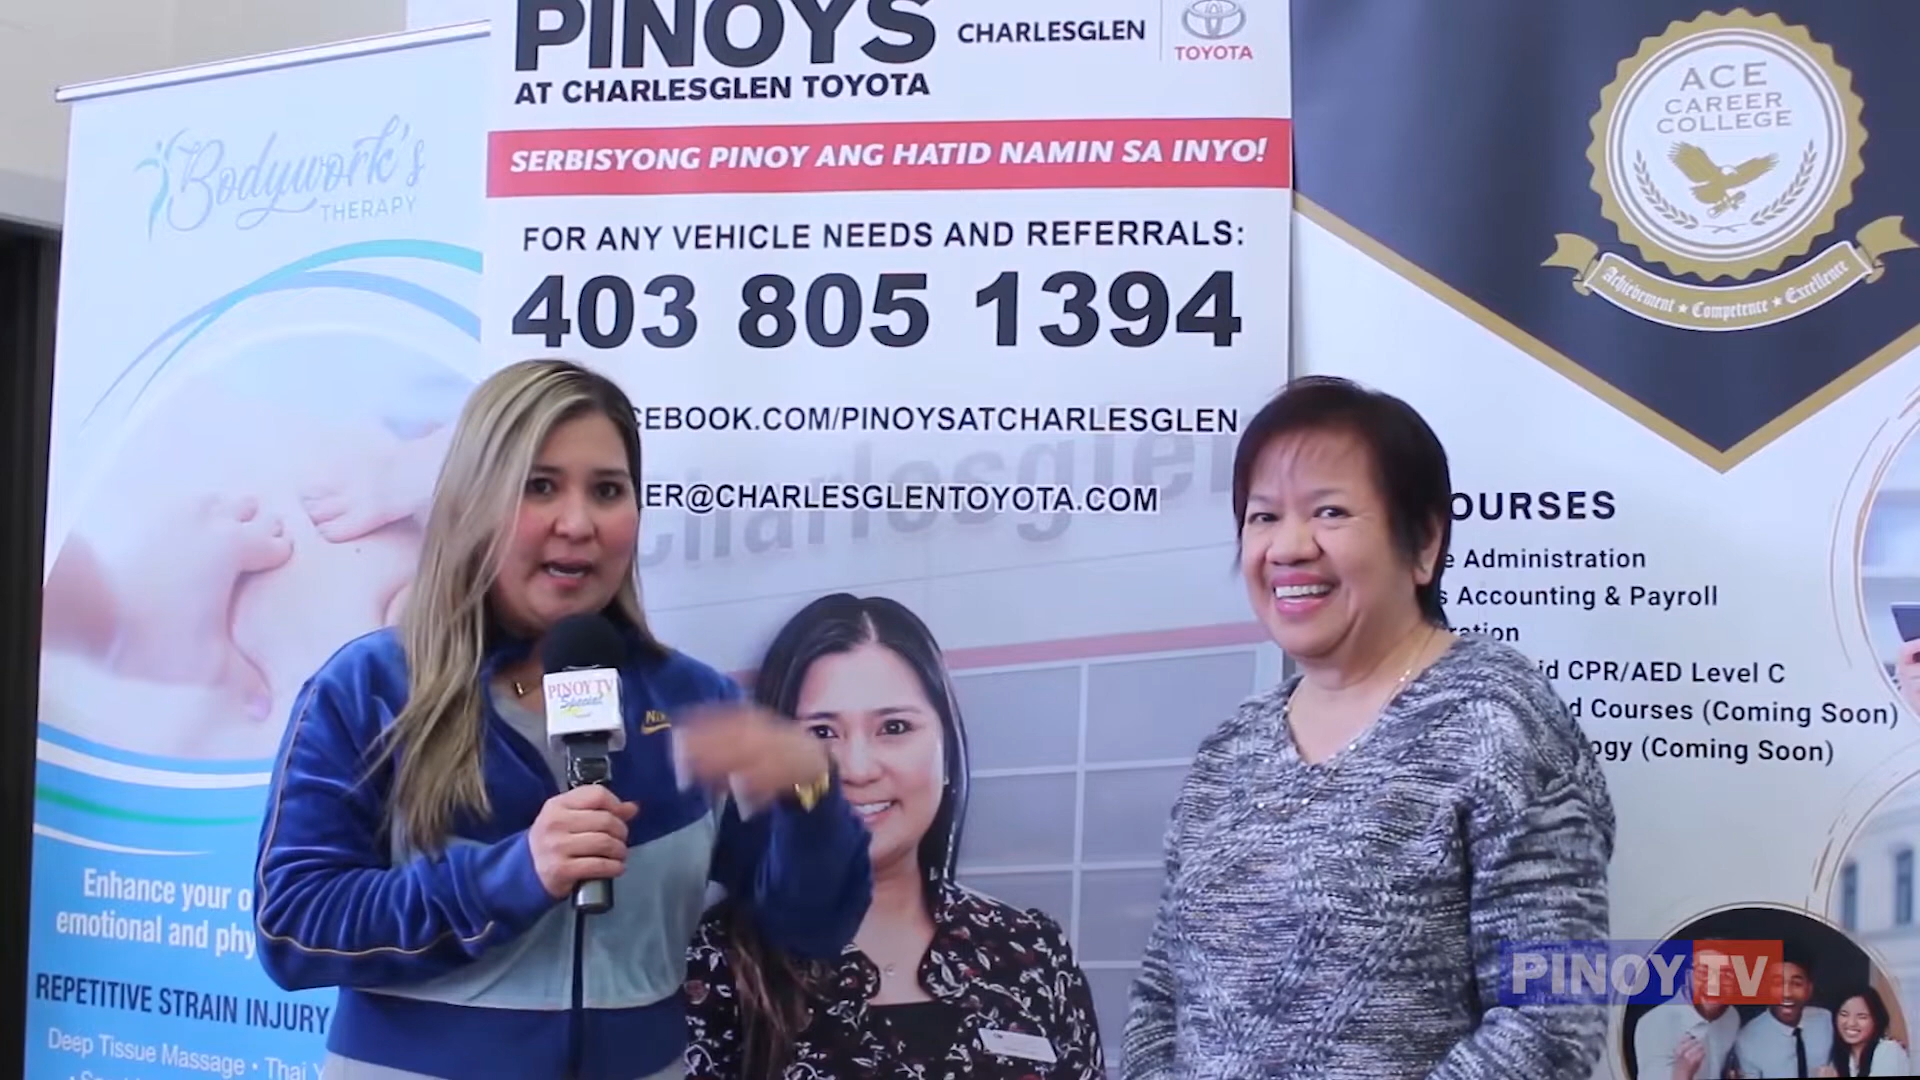 Bodywork's
THERAPY
Enhance your
emotional and
REPETITIVE STRAIN INJURY
Deep Tissue Massage • Thai
PINOYS
AT CHARLESGLEN TOYOTA
CHARLESGLEN
TOYOTA
SERBISYONG PINOY ANG HATID NAMIN SA INYO!
FOR ANY VEHICLE NEEDS AND REFERRALS:
403 805 1394
CEBOOK.COM/PINOYSATCHARLESGLEN
ER@CHARLESGLENTOYOTA.COM
Charlesglen
PINOY TV
Special
ACE
CAREER
COLLEGE
Achievement ★ Competence ★ Excellence
OURSES
e Administration
s Accounting & Payroll
ration
id CPR/AED Level C
d Courses (Coming Soon)
ogy (Coming Soon)
PINOY TV